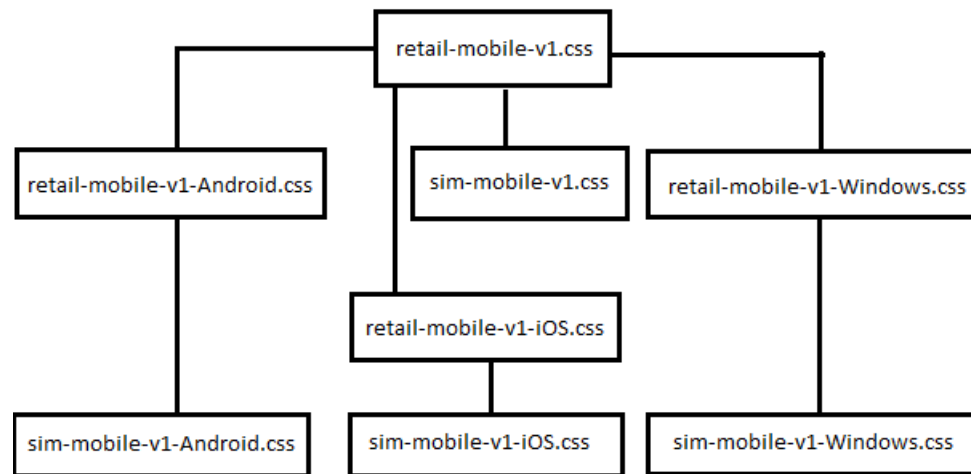 retail-mobile-v1.css
retail-mobile-v1-Android.css
sim-mobile-v1.css
retail-mobile-v1-Windows.css
retail-mobile-v1-iOS.css
sim-mobile-v1-Android.css
sim-mobile-v1-iOS.css
sim-mobile-v1-Windows.css